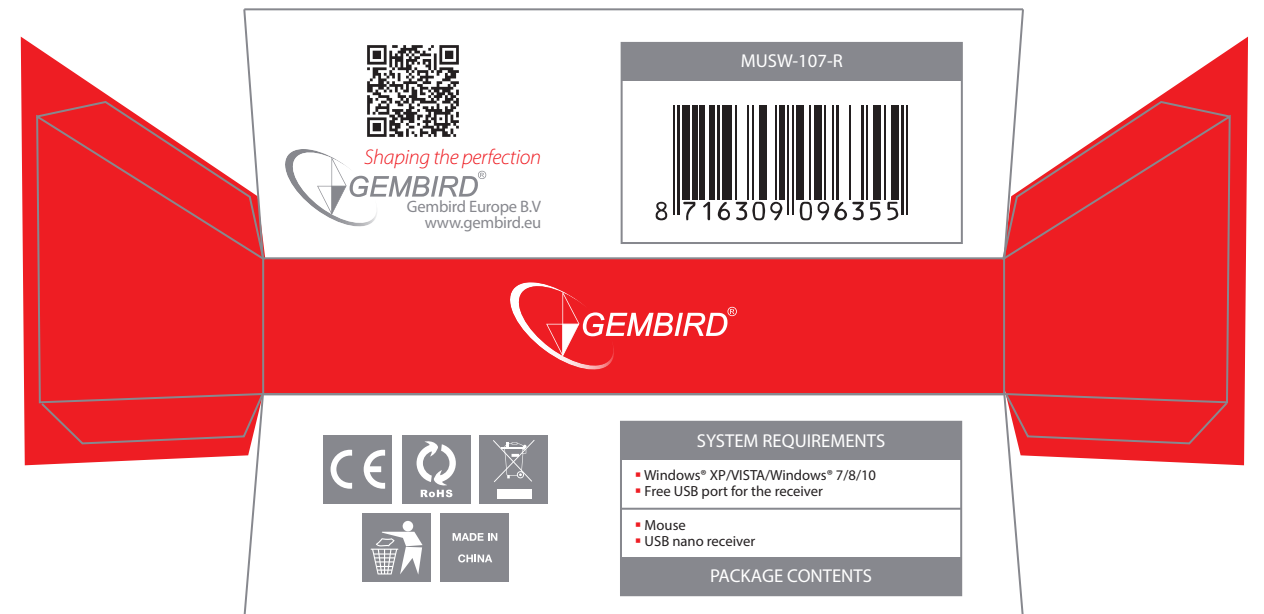 Shaping the perfection
GEMBIRD®
Gembird Europe B.V
www.gembird.eu
MUSW-107-R
8 716309 096355
GEMBIRD®
CE
RoHS
MADE IN
CHINA
SYSTEM REQUIREMENTS
▪ Windows® XP/VISTA/Windows® 7/8/10
▪ Free USB port for the receiver
▪ Mouse
▪ USB nano receiver
PACKAGE CONTENTS